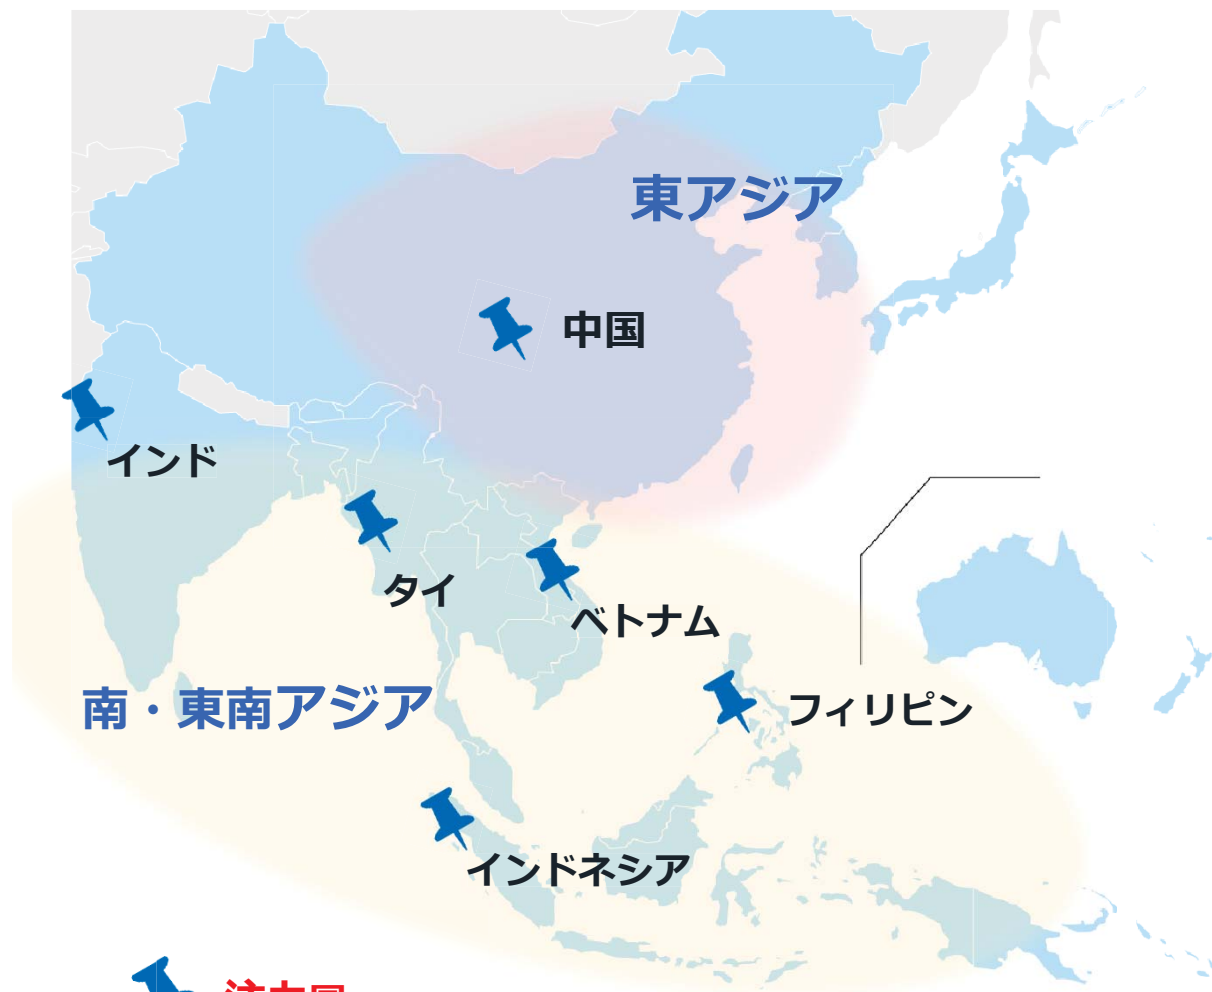 東アジア
中国
インド
タイ
ベトナム
南・東南アジア
フィリピン
インドネシア